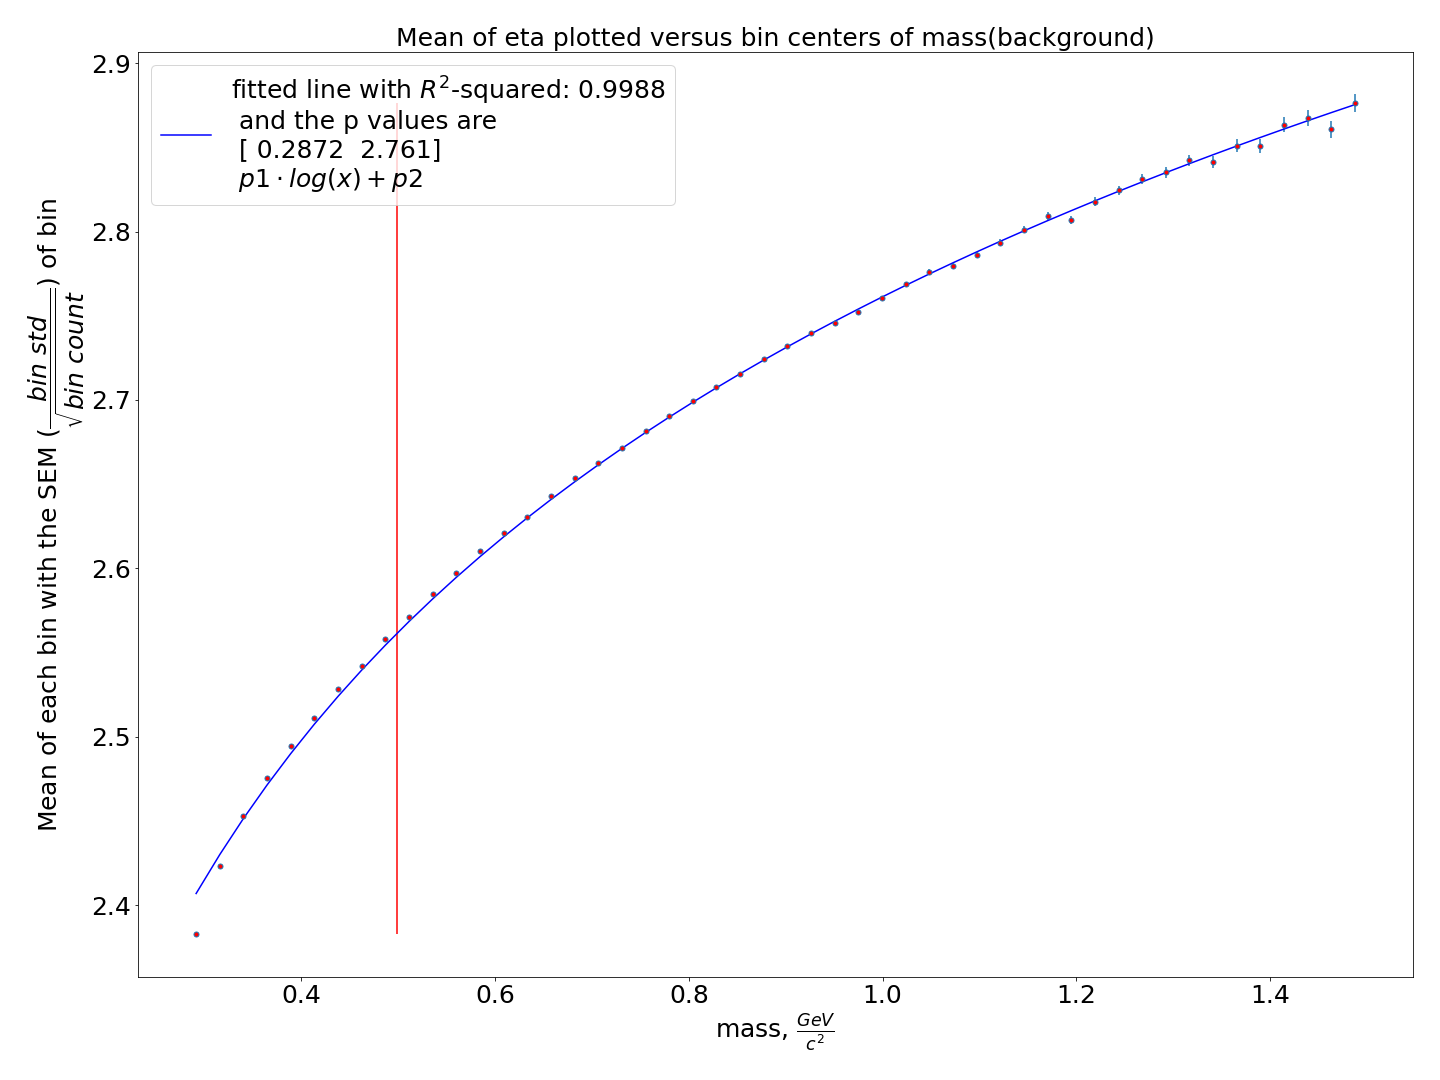 Mean of eta plotted versus bin centers of mass(background)
fitted line with R²-squared: 0.9988
and the p values are
[ 0.2872  2.761]
p1 · log(x) + p2
Mean of each bin with the SEM (bin std / √bin count) of bin
2.9
2.8
2.7
2.6
2.5
2.4
0.4 0.6 0.8 1.0 1.2 1.4
mass, GeV/c²